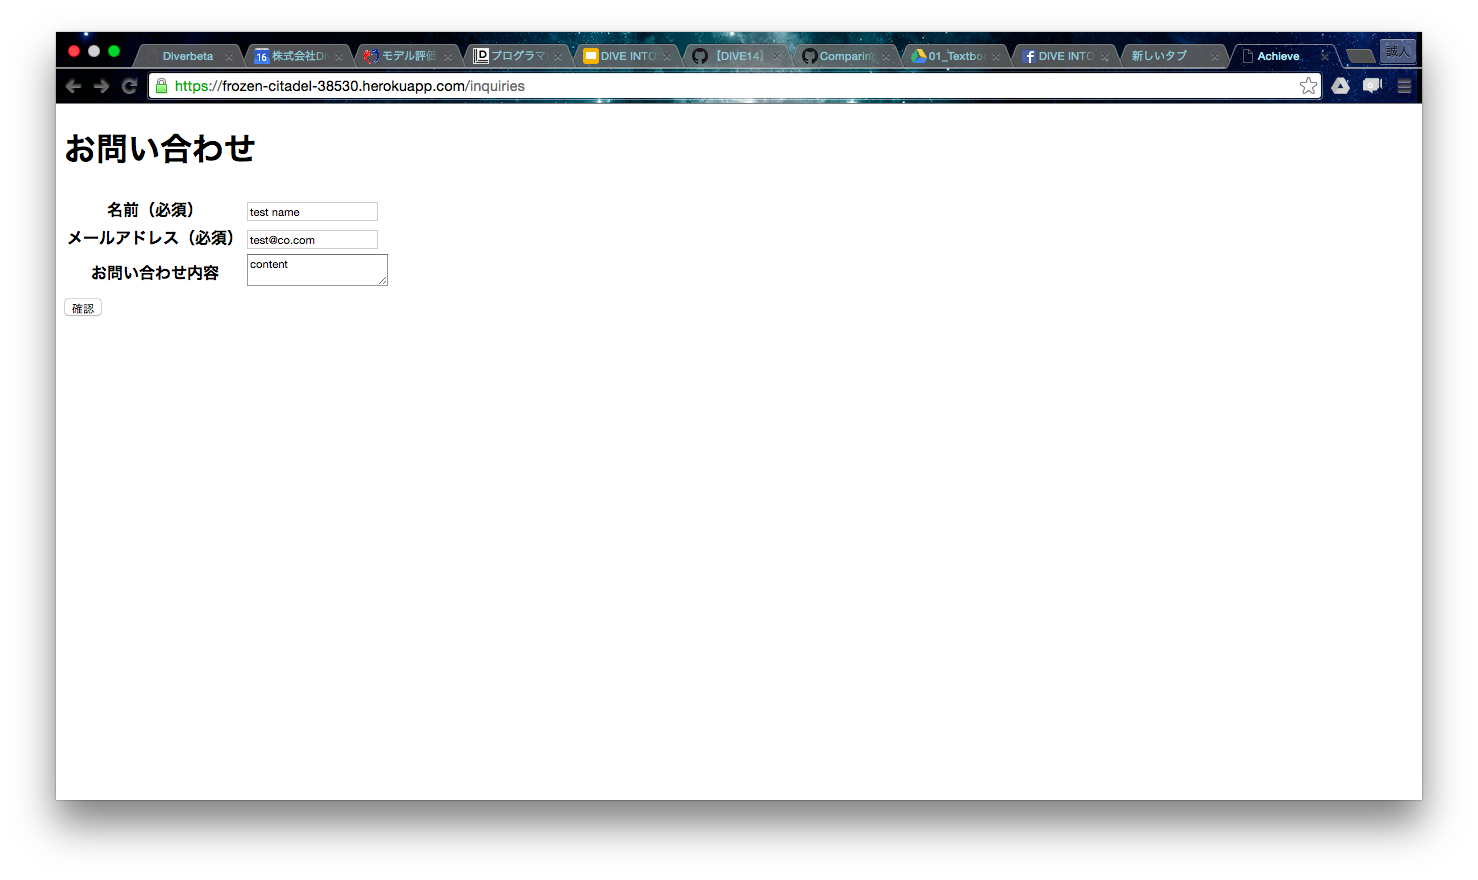 Diverbeta
16 株式会社D
モデル評価
プログラマ
DIVE INTO
【DIVE14】
Comparin
01_Textbo
DIVE INTO
新しいタブ
Achieve
誠人
https://frozen-citadel-38530.herokuapp.com/inquiries
お問い合わせ
名前（必須） test name
メールアドレス（必須） test@co.com
お問い合わせ内容 content
確認